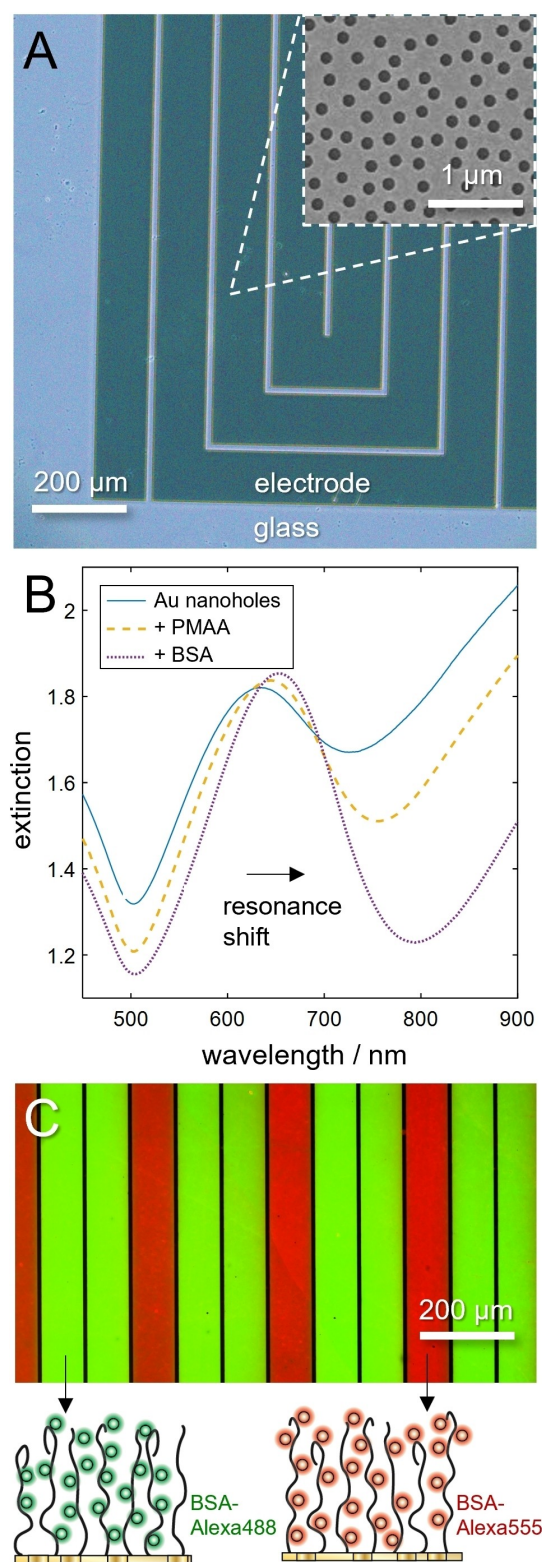 A
1 μm
200 μm
electrode
glass
B
Au nanoholes
+ PMAA
+ BSA
2
1.8
1.6
1.4
1.2
extinction
resonance
shift
500
600
700
800
900
wavelength / nm
C
200 μm
BSA-
Alexa488
BSA-
Alexa555